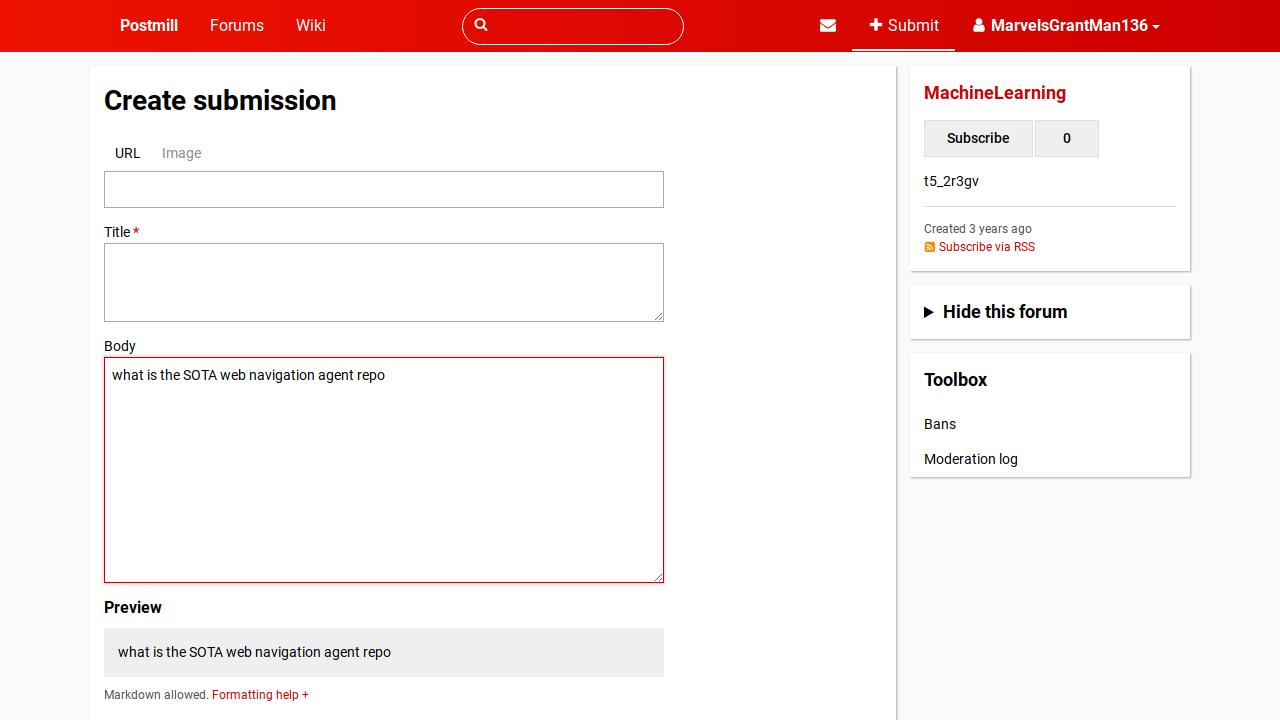 Postmill Forums Wiki Submit MarvelsGrantMan136
Create submission
URL Image
Title *
Body
what is the SOTA web navigation agent repo
Preview
what is the SOTA web navigation agent repo
Markdown allowed. Formatting help +
MachineLearning
Subscribe 0
t5_2r3gv
Created 3 years ago
Subscribe via RSS
Hide this forum
Toolbox
Bans
Moderation log